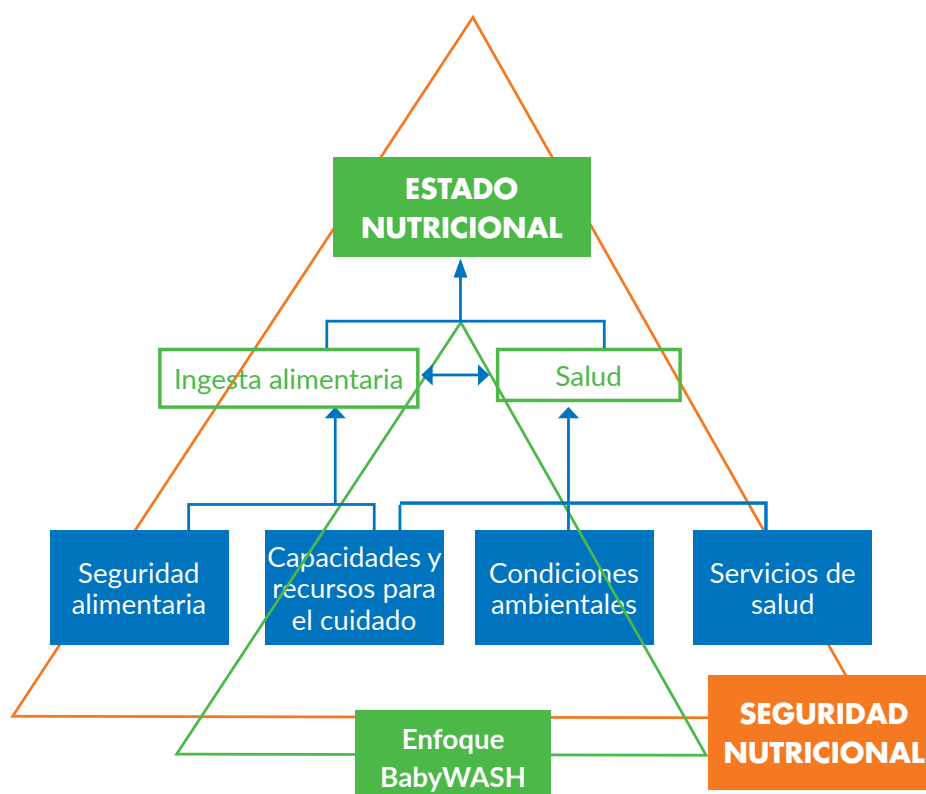 ESTADO
NUTRICIONAL
Ingesta alimentaria
Salud
Seguridad
alimentaria
Capacidades y
recursos para
el cuidado
Condiciones
ambientales
Servicios de
salud
Enfoque
BabyWASH
SEGURIDAD
NUTRICIONAL